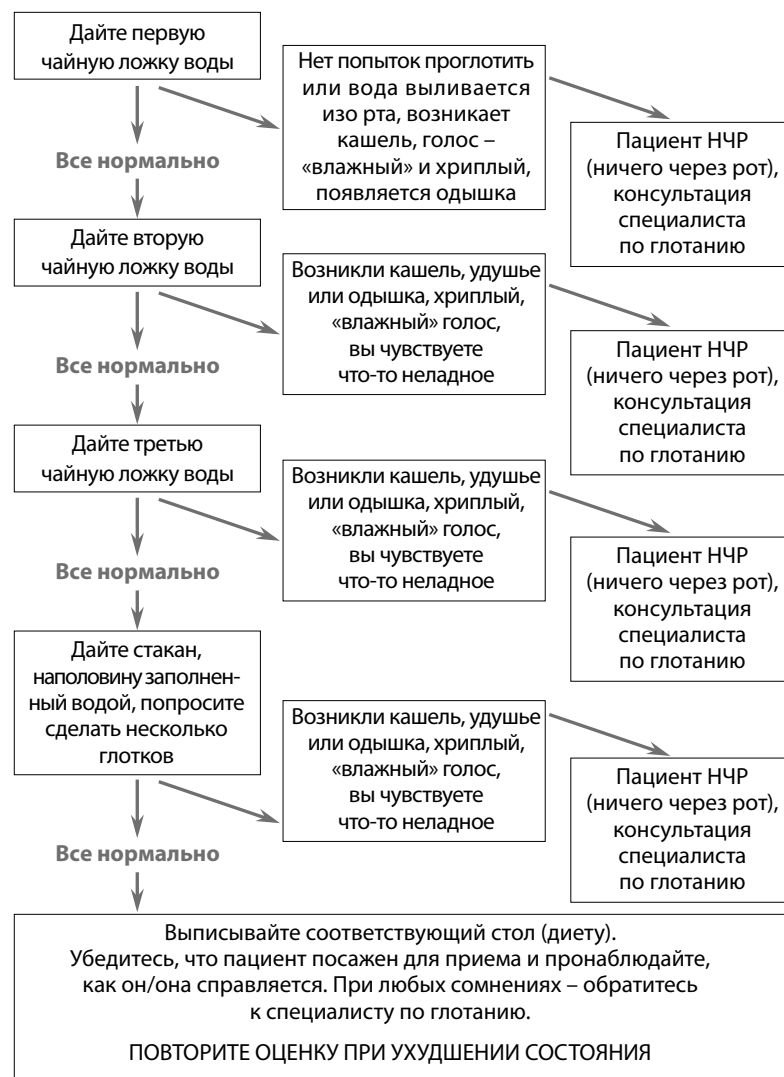 Дайте первую
чайную ложку воды
Нет попыток проглотить
или вода выливается
изо рта, возникает
кашель, голос –
«влажный» и хриплый,
появляется одышка
Пациент НЧР
(ничего через рот),
консультация
специалиста
по глотанию
Все нормально
Дайте вторую
чайную ложку воды
Возникли кашель, удушье
или одышка, хриплый,
«влажный» голос,
вы чувствуете
что-то неладное
Пациент НЧР
(ничего через рот),
консультация
специалиста
по глотанию
Все нормально
Дайте третью
чайную ложку воды
Возникли кашель, удушье
или одышка, хриплый,
«влажный» голос,
вы чувствуете
что-то неладное
Пациент НЧР
(ничего через рот),
консультация
специалиста
по глотанию
Все нормально
Дайте стакан,
наполовину заполнен-
ный водой, попросите
сделать несколько
глотков
Возникли кашель, удушье
или одышка, хриплый,
«влажный» голос,
вы чувствуете
что-то неладное
Пациент НЧР
(ничего через рот),
консультация
специалиста
по глотанию
Все нормально
Выписывайте соответствующий стол (диету).
Убедитесь, что пациент посажен для приема и пронаблюдайте,
как он/она справляется. При любых сомнениях – обратитесь
к специалисту по глотанию.
ПОВТОРИТЕ ОЦЕНКУ ПРИ УХУДШЕНИИ СОСТОЯНИЯ